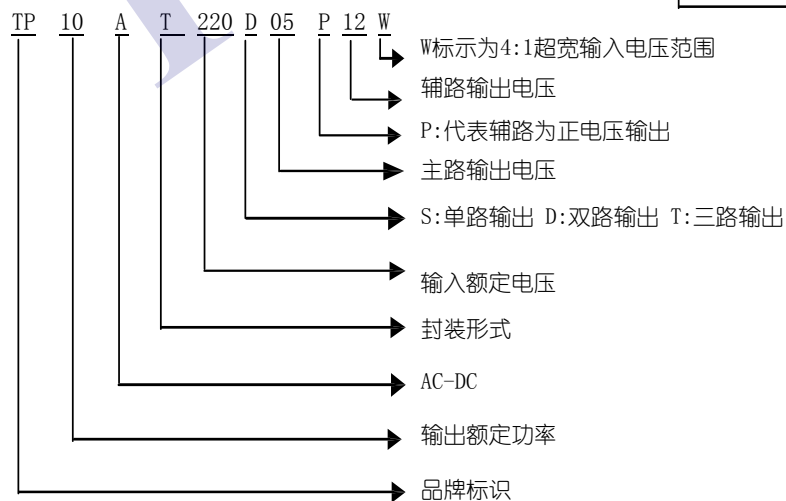 TP 10 A T 220 D 05 P 12 W
W标示为4:1超宽输入电压范围
辅路输出电压
P:代表辅路为正电压输出
主路输出电压
S:单路输出 D:双路输出 T:三路输出
输入额定电压
封装形式
AC-DC
输出额定功率
品牌标识